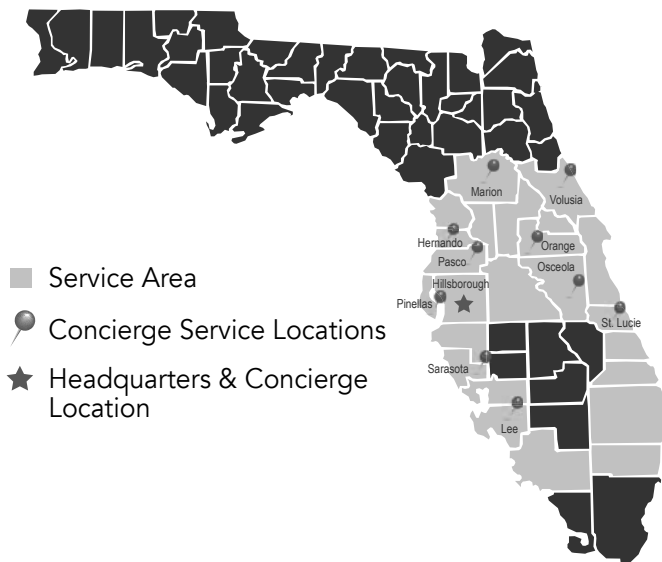 Marion
Volusia
Hernando
Orange
Pasco
Osceola
Service Area
Hillsborough
Pinellas
St. Lucie
Concierge Service Locations
Sarasota
Headquarters & Concierge
Location
Lee